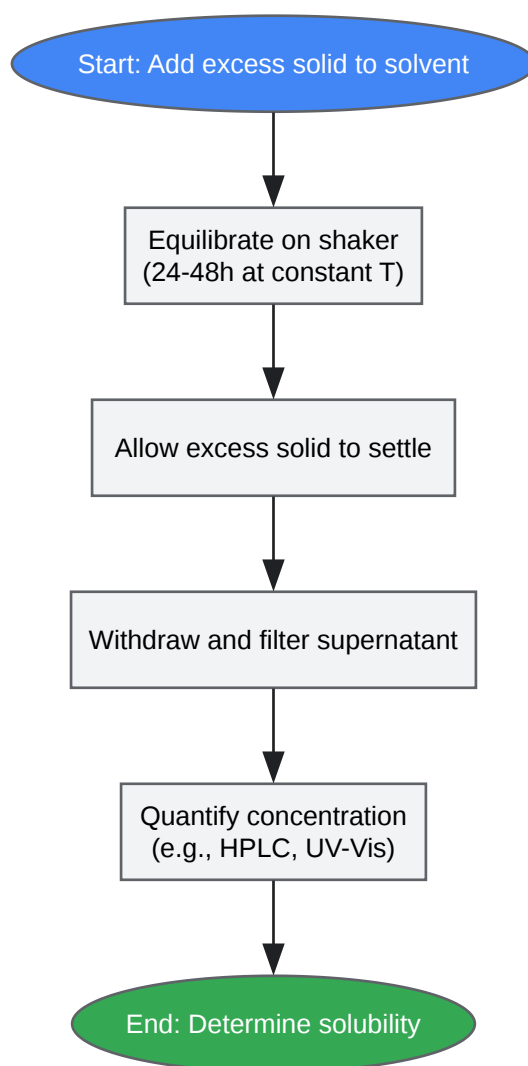 Start: Add excess solid to solvent
Equilibrate on shaker
(24-48h at constant T)
Allow excess solid to settle
Withdraw and filter supernatant
Quantify concentration
(e.g., HPLC, UV-Vis)
End: Determine solubility